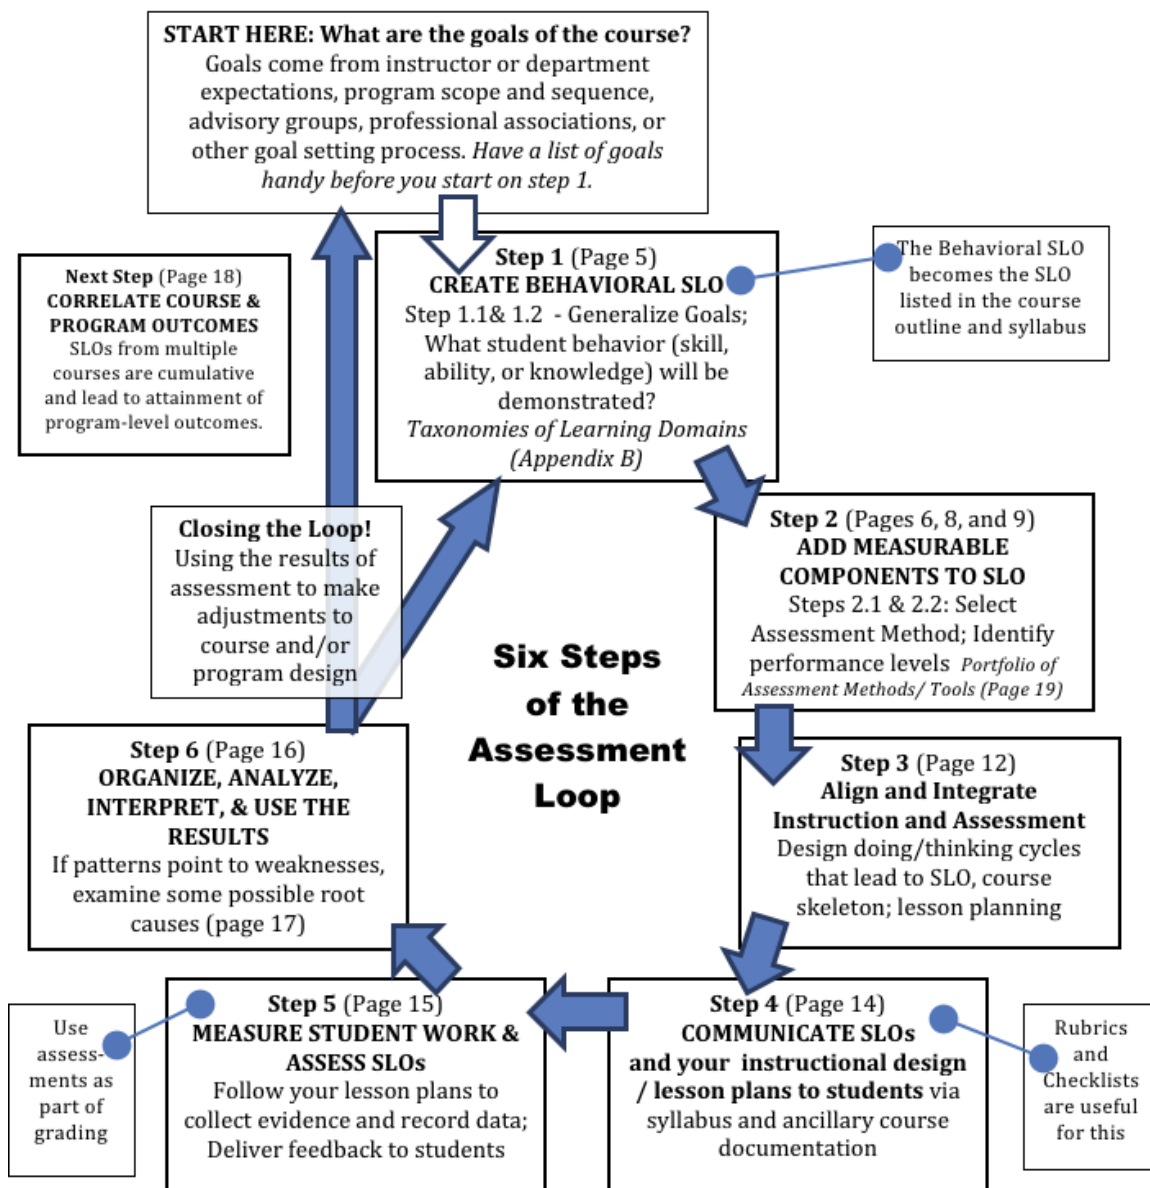 START HERE: What are the goals of the course?
Goals come from instructor or department
expectations, program scope and sequence,
advisory groups, professional associations, or
other goal setting process. Have a list of goals
handy before you start on step 1.
Step 1 (Page 5)
CREATE BEHAVIORAL SLO
Step 1.1& 1.2 - Generalize Goals;
What student behavior (skill,
ability, or knowledge) will be
demonstrated?
Taxonomies of Learning Domains
(Appendix B)
The Behavioral SLO
becomes the SLO
listed in the course
outline and syllabus
Next Step (Page 18)
CORRELATE COURSE &
PROGRAM OUTCOMES
SLOs from multiple
courses are cumulative
and lead to attainment of
program-level outcomes.
Step 2 (Pages 6, 8, and 9)
ADD MEASURABLE
COMPONENTS TO SLO
Steps 2.1 & 2.2: Select
Assessment Method; Identify
performance levels Portfolio of
Assessment Methods/ Tools (Page 19)
Closing the Loop!
Using the results of
assessment to make
adjustments to
course and/or
program design
Six Steps
of the
Assessment
Loop
Step 3 (Page 12)
Align and Integrate
Instruction and Assessment
Design doing/thinking cycles
that lead to SLO, course
skeleton; lesson planning
Step 6 (Page 16)
ORGANIZE, ANALYZE,
INTERPRET, & USE THE
RESULTS
If patterns point to weaknesses,
examine some possible root
causes (page 17)
Step 4 (Page 14)
COMMUNICATE SLOs
and your instructional design
/ lesson plans to students via
syllabus and ancillary course
documentation
Rubrics
and
Checklists
are useful
for this
Step 5 (Page 15)
MEASURE STUDENT WORK &
ASSESS SLOs
Follow your lesson plans to
collect evidence and record data;
Deliver feedback to students
Use
assess-
ments as
part of
grading